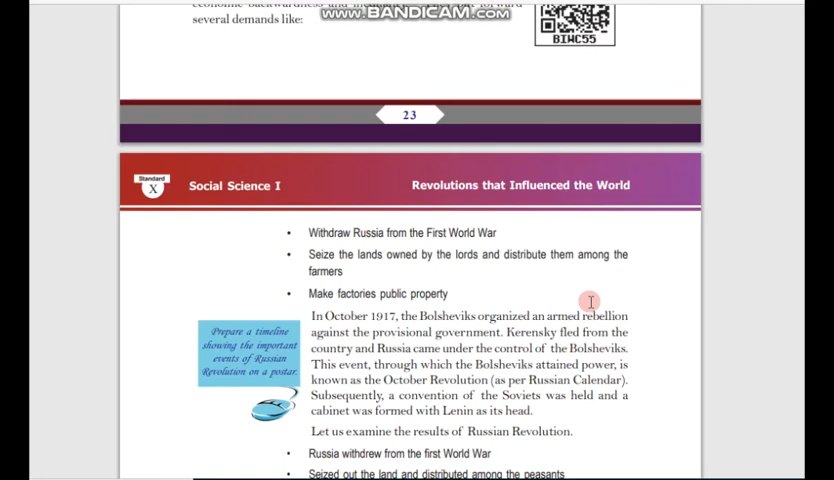 www.BANDICAM.com
economic backwardness and
several demands like:
BIWC55
23
Standard
X
Social Science I
Revolutions that Influenced the World
• Withdraw Russia from the First World War
• Seize the lands owned by the lords and distribute them among the
farmers
• Make factories public property
In October 1917, the Bolsheviks organized an armed rebellion
against the provisional government. Kerensky fled from the
country and Russia came under the control of the Bolsheviks.
This event, through which the Bolsheviks attained power, is
known as the October Revolution (as per Russian Calendar).
Subsequently, a convention of the Soviets was held and a
cabinet was formed with Lenin as its head.
Prepare a timeline
showing the important
events of Russian
Revolution on a postar.
Let us examine the results of Russian Revolution.
• Russia withdrew from the first World War
• Seized out the land and distributed among the peasants